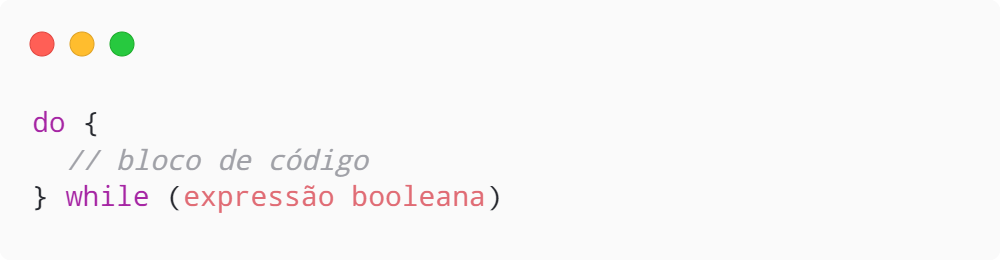 do {
  // bloco de código
} while (expressão booleana)